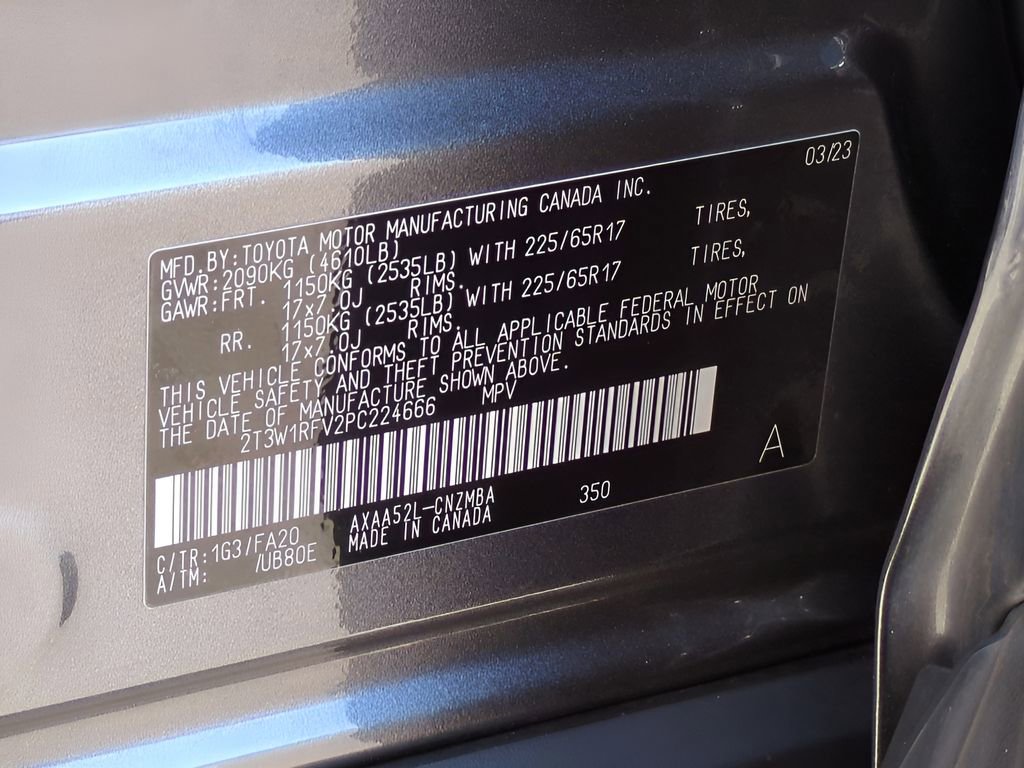 03/23
MFD.BY:TOYOTA MOTOR MANUFACTURING CANADA INC.
GVWR:2090KG (4610LB)
GAWR:FRT. 1150KG (2535LB) WITH 225/65R17 TIRES,
17x7.0J RIMS.
RR. 1150KG (2535LB) WITH 225/65R17 TIRES,
17x7.0J RIMS.
THIS VEHICLE CONFORMS TO ALL APPLICABLE FEDERAL MOTOR
VEHICLE SAFETY AND THEFT PREVENTION STANDARDS IN EFFECT ON
THE DATE OF MANUFACTURE SHOWN ABOVE.
2T3W1RFV2PC224666 MPV
A
C/TR:1G3/FA20 AXAA52L-CNZMBA 350
A/TM: /UB80E MADE IN CANADA